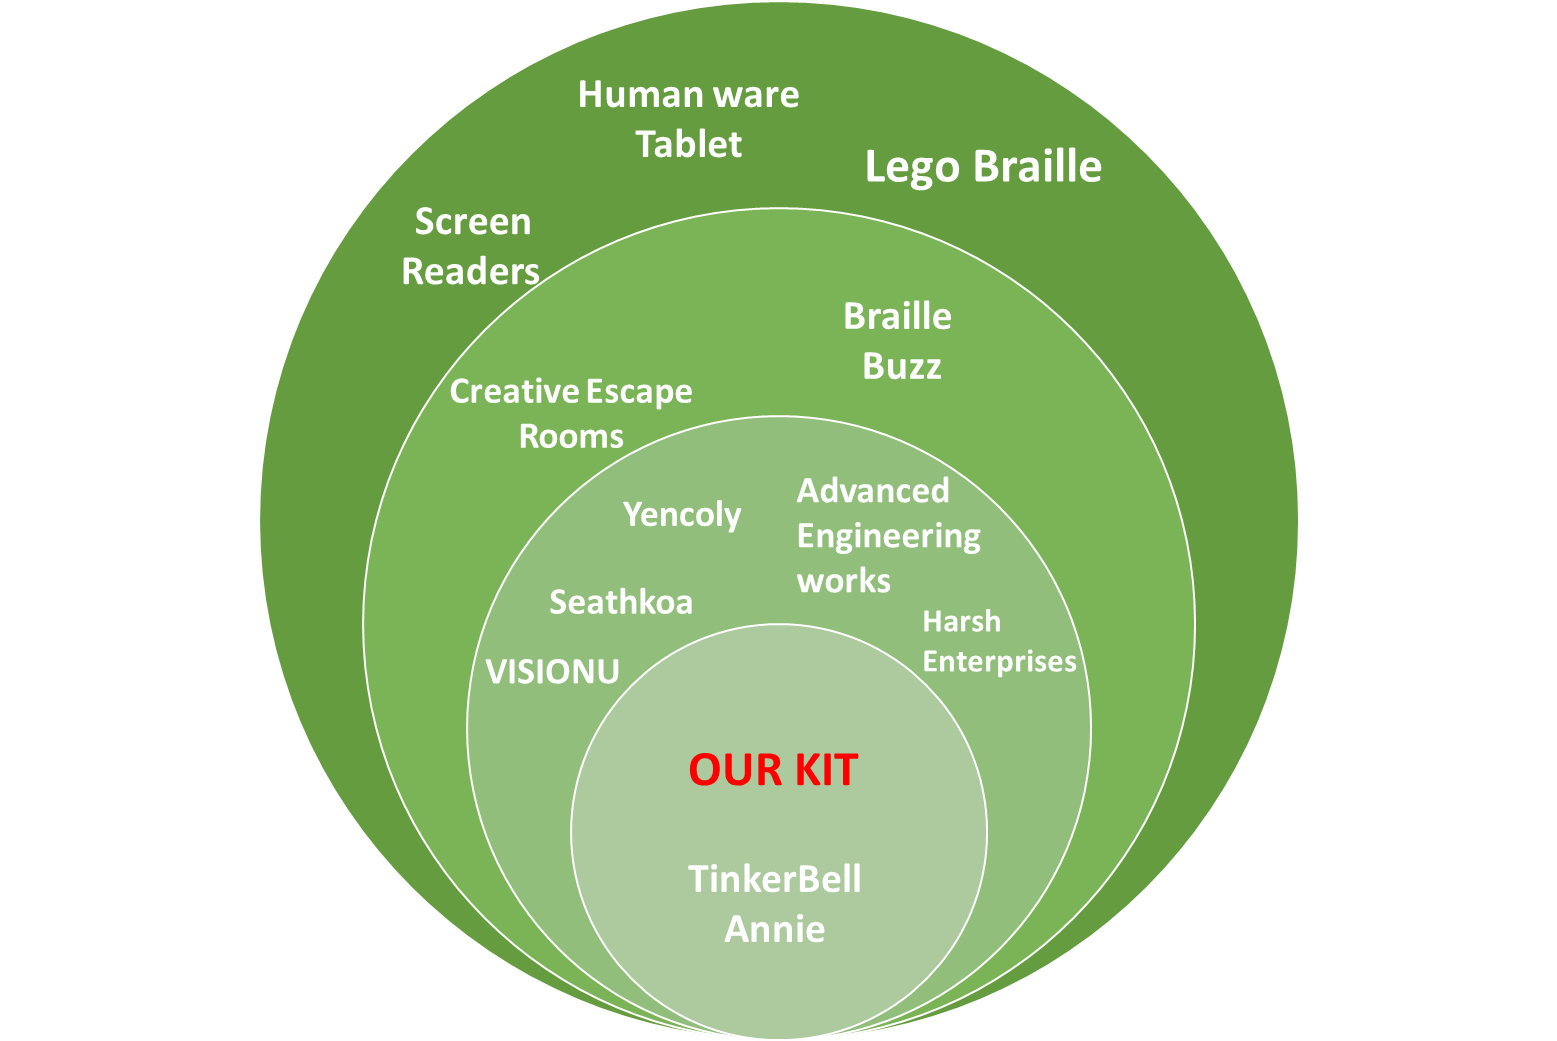 Human ware
Tablet
Lego Braille
Screen
Readers
Braille
Buzz
Creative Escape
Rooms
Yencoly
Advanced
Engineering
works
Seathkoa
Harsh
Enterprises
VISIONU
OUR KIT
TinkerBell
Annie